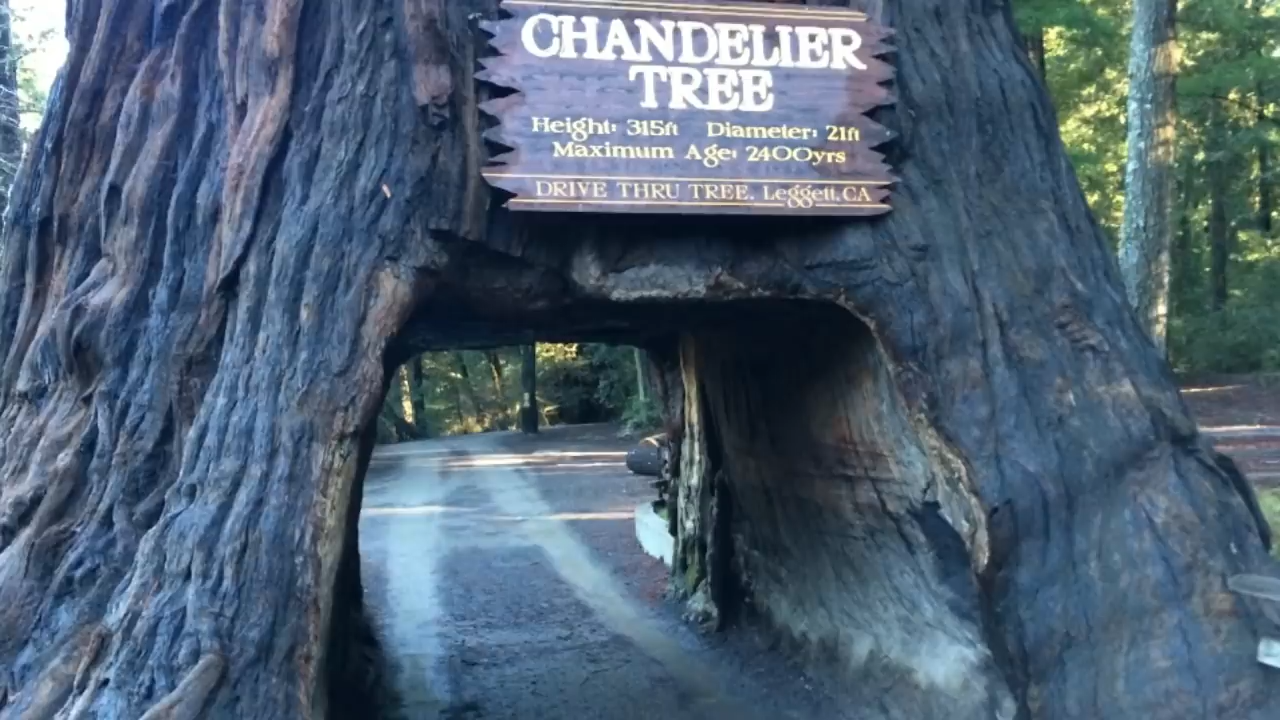 CHANDELIER
TREE
Height: 315ft Diameter: 21ft
Maximum Age: 2400yrs
DRIVE THRU TREE. Leggett, CA